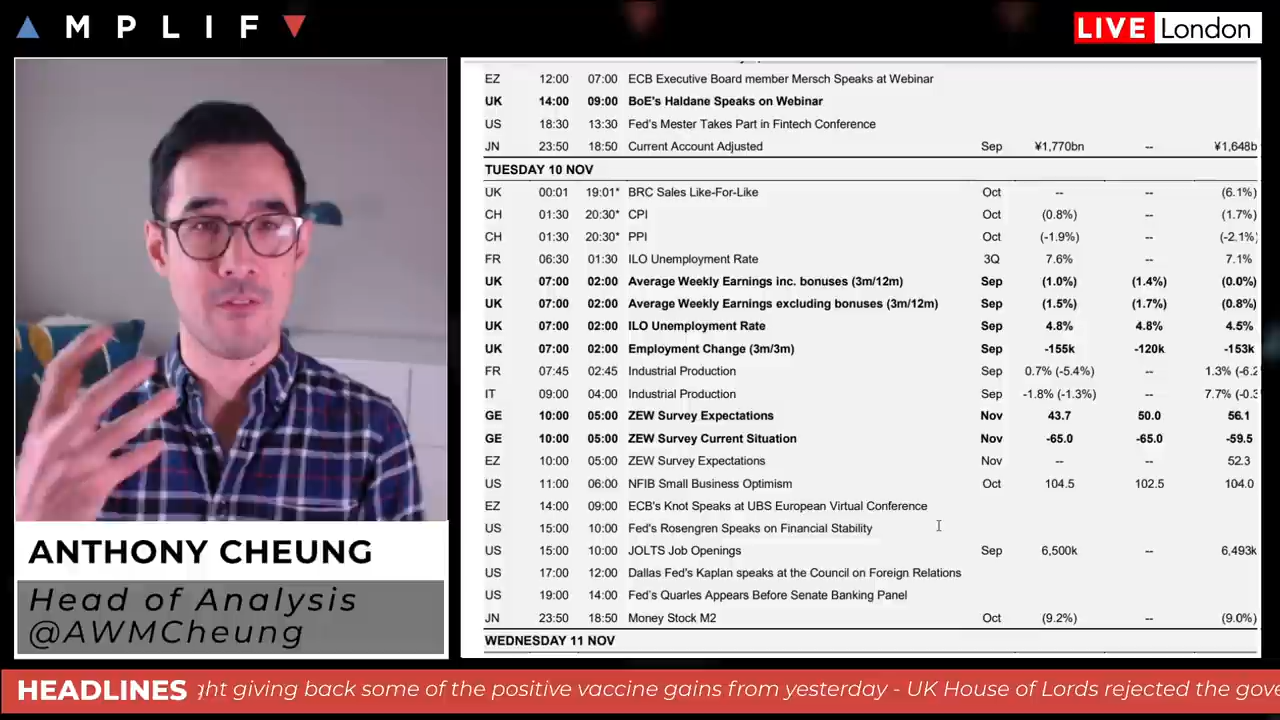 AMPLIFY
LIVE London
EZ 12:00 07:00 ECB Executive Board member Mersch Speaks at Webinar
UK 14:00 09:00 BoE's Haldane Speaks on Webinar
US 18:30 13:30 Fed's Mester Takes Part in Fintech Conference
JN 23:50 18:50 Current Account Adjusted Sep ¥1,770bn -- ¥1,648b
TUESDAY 10 NOV
UK 00:01 19:01* BRC Sales Like-For-Like Oct -- -- (6.1%)
CH 01:30 20:30* CPI Oct (0.8%) -- (1.7%)
CH 01:30 20:30* PPI Oct (-1.9%) -- (-2.1%)
FR 06:30 01:30 ILO Unemployment Rate 3Q 7.6% -- 7.1%
UK 07:00 02:00 Average Weekly Earnings inc. bonuses (3m/12m) Sep (1.0%) (1.4%) (0.0%)
UK 07:00 02:00 Average Weekly Earnings excluding bonuses (3m/12m) Sep (1.5%) (1.7%) (0.8%)
UK 07:00 02:00 ILO Unemployment Rate Sep 4.8% 4.8% 4.5%
UK 07:00 02:00 Employment Change (3m/3m) Sep -155k -120k -153k
FR 07:45 02:45 Industrial Production Sep 0.7% (-5.4%) -- 1.3% (-6.2
IT 09:00 04:00 Industrial Production Sep -1.8% (-1.3%) -- 7.7% (-0.3
GE 10:00 05:00 ZEW Survey Expectations Nov 43.7 50.0 56.1
GE 10:00 05:00 ZEW Survey Current Situation Nov -65.0 -65.0 -59.5
EZ 10:00 05:00 ZEW Survey Expectations Nov -- -- 52.3
US 11:00 06:00 NFIB Small Business Optimism Oct 104.5 102.5 104.0
EZ 14:00 09:00 ECB's Knot Speaks at UBS European Virtual Conference
US 15:00 10:00 Fed's Rosengren Speaks on Financial Stability
US 15:00 10:00 JOLTS Job Openings Sep 6,500k -- 6,493k
US 17:00 12:00 Dallas Fed's Kaplan speaks at the Council on Foreign Relations
US 19:00 14:00 Fed's Quarles Appears Before Senate Banking Panel
JN 23:50 18:50 Money Stock M2 Oct (9.2%) -- (9.0%)
WEDNESDAY 11 NOV
ANTHONY CHEUNG
Head of Analysis
@AWMCheung
HEADLINES ght giving back some of the positive vaccine gains from yesterday - UK House of Lords rejected the gove